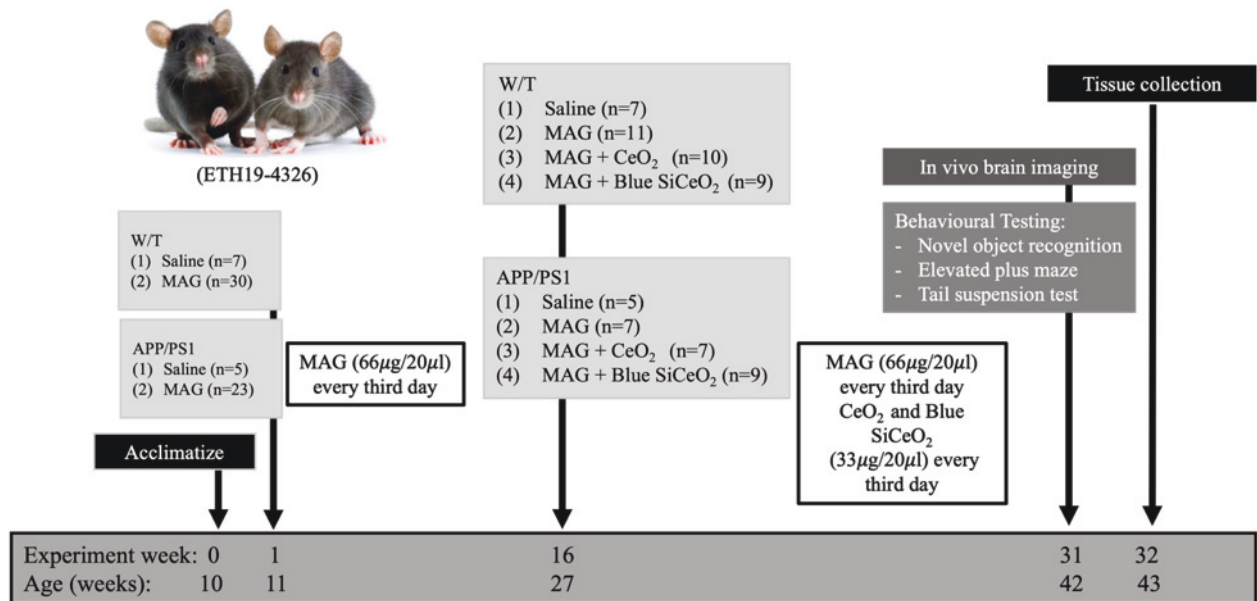 (ETH19-4326)
W/T
(1) Saline (n=7)
(2) MAG (n=30)
APP/PS1
(1) Saline (n=5)
(2) MAG (n=23)
Acclimatize
MAG (66µg/20µl)
every third day
W/T
(1) Saline (n=7)
(2) MAG (n=11)
(3) MAG + CeO₂ (n=10)
(4) MAG + Blue SiCeO₂ (n=9)
APP/PS1
(1) Saline (n=5)
(2) MAG (n=7)
(3) MAG + CeO₂ (n=7)
(4) MAG + Blue SiCeO₂ (n=9)
MAG (66µg/20µl)
every third day
CeO₂ and Blue
SiCeO₂
(33µg/20µl) every
third day
Tissue collection
In vivo brain imaging
Behavioural Testing:
- Novel object recognition
- Elevated plus maze
- Tail suspension test
Experiment week: 0 1 16 31 32
Age (weeks): 10 11 27 42 43